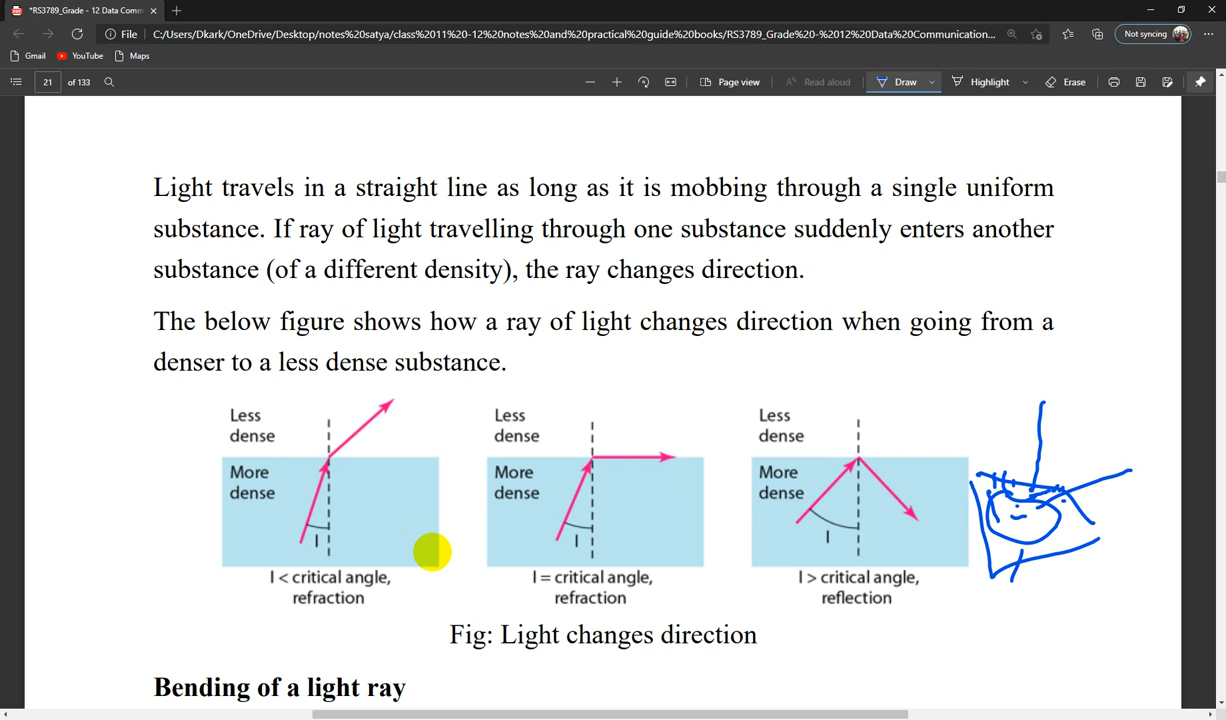 *RS3789_Grade - 12 Data Comm
File
C:/Users/Dkark/OneDrive/Desktop/notes%20satya/class%2011%20-12%20notes%20and%20practical%20guide%20books/RS3789_Grade%20-%2012%20Data%20Communication...
Not syncing
Gmail YouTube Maps
21 of 133
Page view
Read aloud
Draw
Highlight
Erase
Light travels in a straight line as long as it is mobbing through a single uniform
substance. If ray of light travelling through one substance suddenly enters another
substance (of a different density), the ray changes direction.
The below figure shows how a ray of light changes direction when going from a
denser to a less dense substance.
Less
dense
More
dense
I
I < critical angle,
refraction
Less
dense
More
dense
I
I = critical angle,
refraction
Less
dense
More
dense
I
I > critical angle,
reflection
Fig: Light changes direction
Bending of a light ray